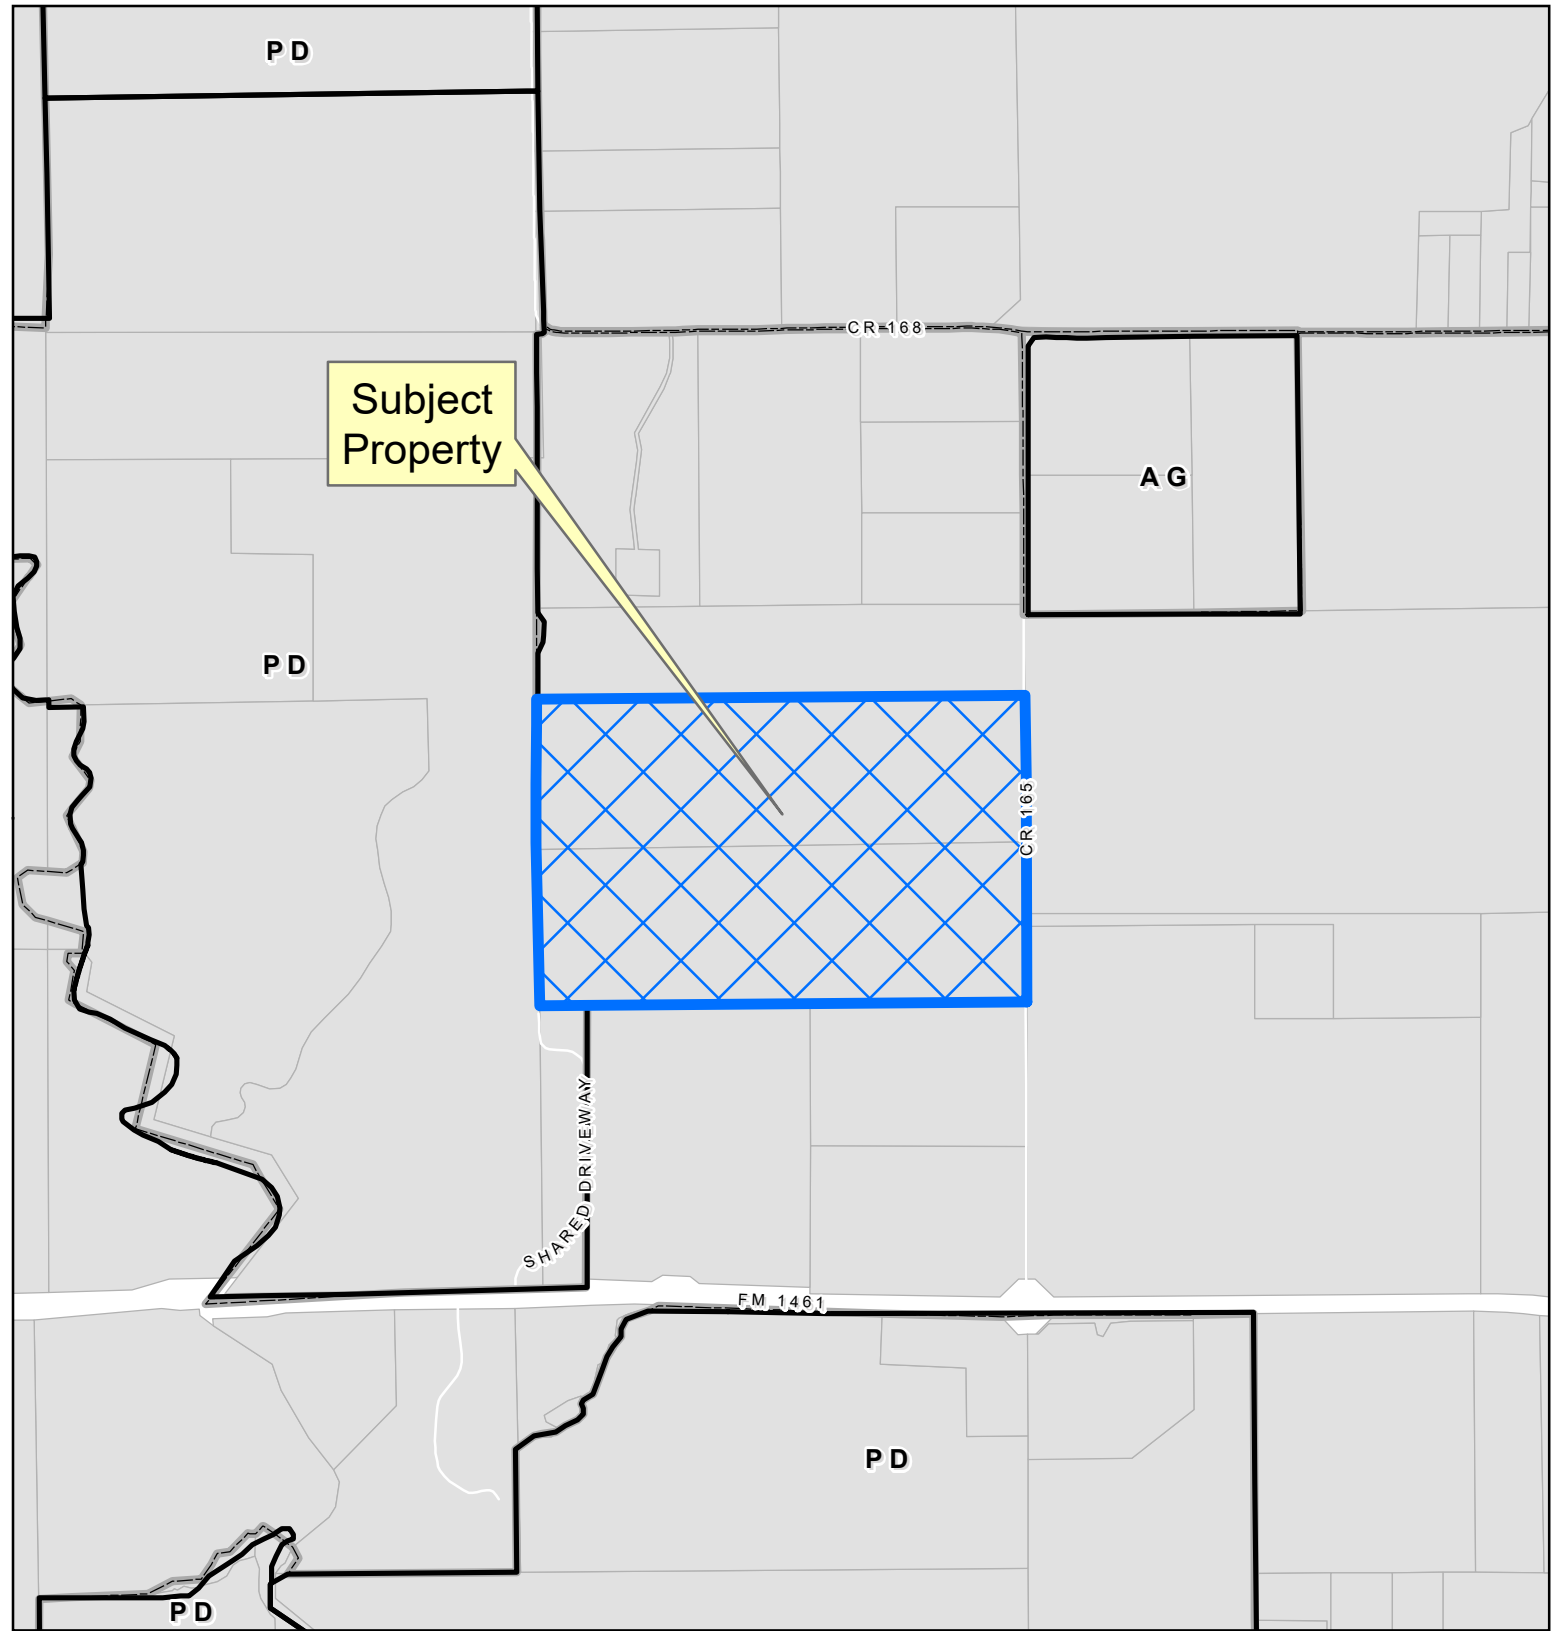 PD
CR 168
Subject
Property
AG
PD
CR 165
SHARED DRIVEWAY
FM 1461
PD
PD